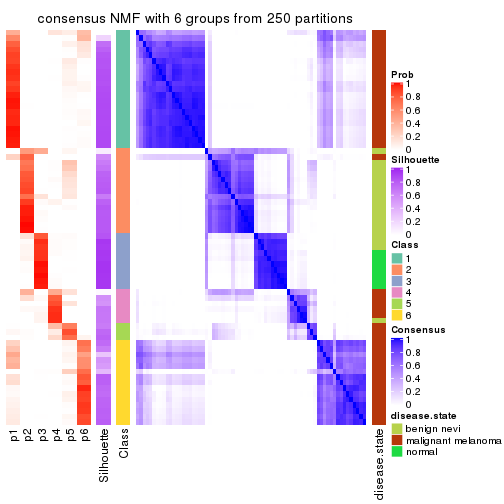 consensus NMF with 6 groups from 250 partitions
Prob
1
0.8
0.6
0.4
0.2
0
Silhouette
1
0.8
0.6
0.4
0.2
0
Class
1
2
3
4
5
6
Consensus
1
0.8
0.6
0.4
0.2
0
disease.state
benign nevi
malignant melanoma
normal
p1
p2
p3
p4
p5
p6
Silhouette
Class
disease.state